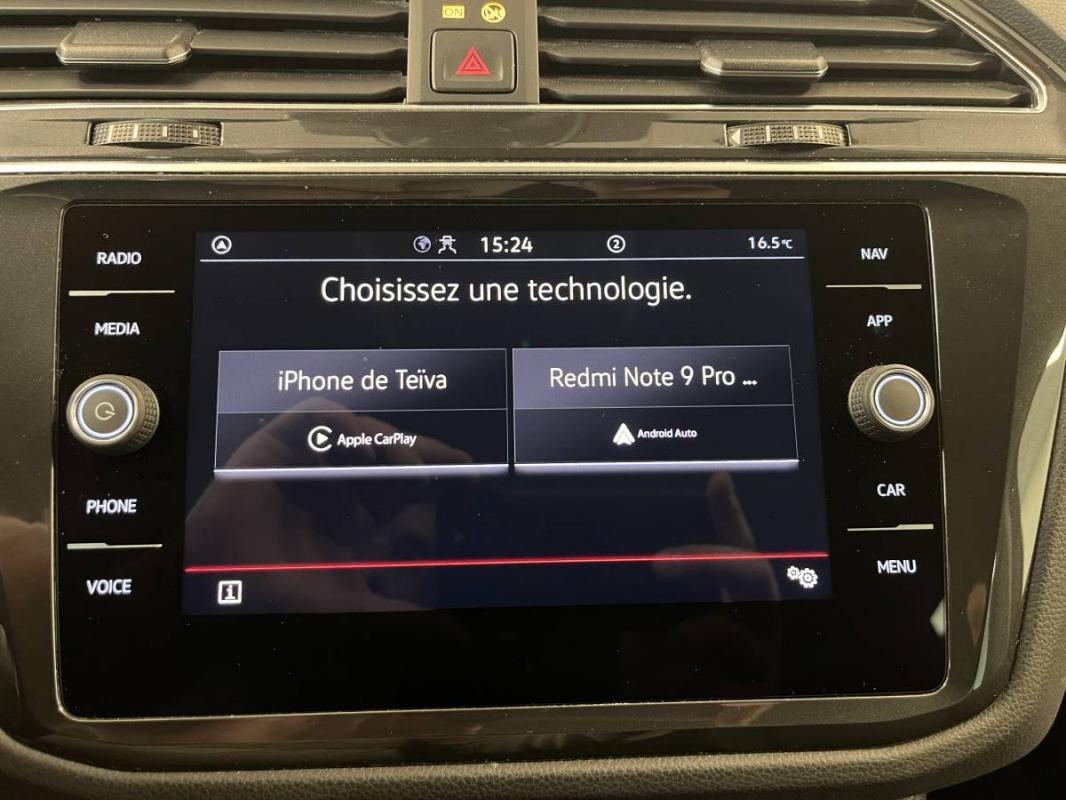 ON
15:24
2
16.5°C
RADIO
NAV
Choisissez une technologie.
MEDIA
APP
iPhone de Teïva
Redmi Note 9 Pro ...
Apple CarPlay
Android Auto
PHONE
CAR
VOICE
MENU
i